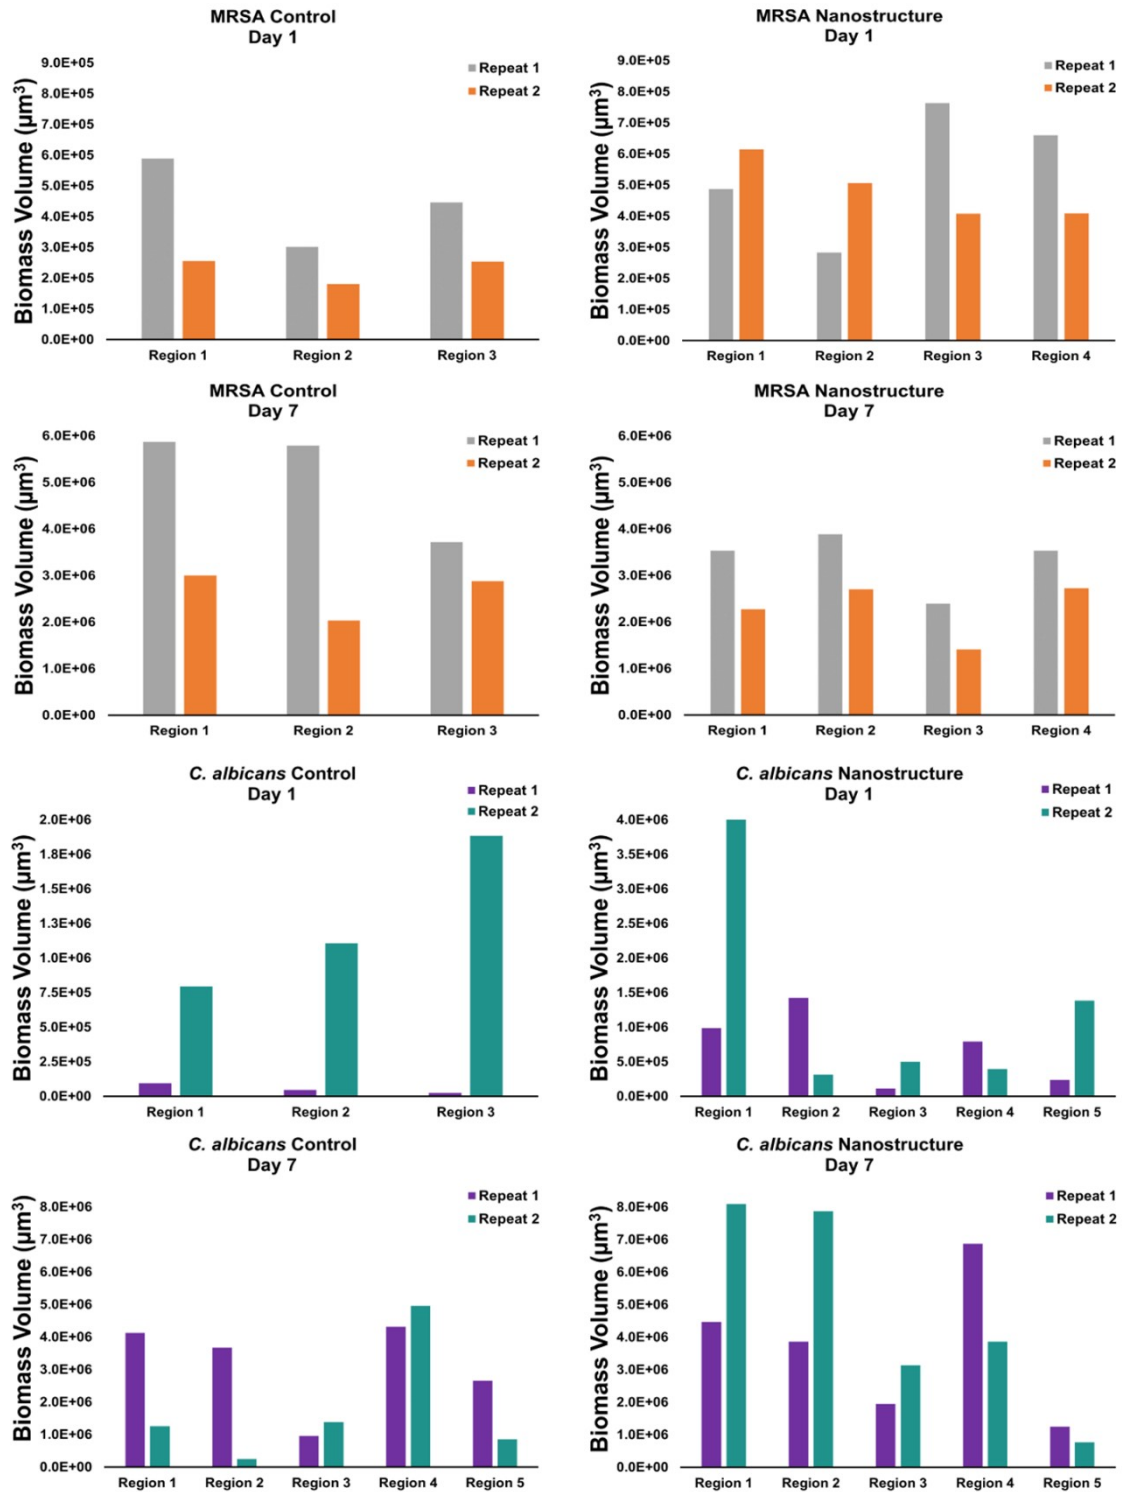 MRSA Control
Day 1
Biomass Volume (µm³)
9.0E+05
8.0E+05
7.0E+05
6.0E+05
5.0E+05
4.0E+05
3.0E+05
2.0E+05
1.0E+05
0.0E+00
Repeat 1
Repeat 2
Region 1 Region 2 Region 3
MRSA Nanostructure
Day 1
Biomass Volume (µm³)
9.0E+05
8.0E+05
7.0E+05
6.0E+05
5.0E+05
4.0E+05
3.0E+05
2.0E+05
1.0E+05
0.0E+00
Repeat 1
Repeat 2
Region 1 Region 2 Region 3 Region 4
MRSA Control
Day 7
Biomass Volume (µm³)
6.0E+06
5.0E+06
4.0E+06
3.0E+06
2.0E+06
1.0E+06
0.0E+00
Repeat 1
Repeat 2
Region 1 Region 2 Region 3
MRSA Nanostructure
Day 7
Biomass Volume (µm³)
6.0E+06
5.0E+06
4.0E+06
3.0E+06
2.0E+06
1.0E+06
0.0E+00
Repeat 1
Repeat 2
Region 1 Region 2 Region 3 Region 4
C. albicans Control
Day 1
Biomass Volume (µm³)
2.0E+06
1.8E+06
1.5E+06
1.3E+06
1.0E+06
7.5E+05
5.0E+05
2.5E+05
0.0E+00
Repeat 1
Repeat 2
Region 1 Region 2 Region 3
C. albicans Nanostructure
Day 1
Biomass Volume (µm³)
4.0E+06
3.5E+06
3.0E+06
2.5E+06
2.0E+06
1.5E+06
1.0E+06
5.0E+05
0.0E+00
Repeat 1
Repeat 2
Region 1 Region 2 Region 3 Region 4 Region 5
C. albicans Control
Day 7
Biomass Volume (µm³)
8.0E+06
7.0E+06
6.0E+06
5.0E+06
4.0E+06
3.0E+06
2.0E+06
1.0E+06
0.0E+00
Repeat 1
Repeat 2
Region 1 Region 2 Region 3 Region 4 Region 5
C. albicans Nanostructure
Day 7
Biomass Volume (µm³)
8.0E+06
7.0E+06
6.0E+06
5.0E+06
4.0E+06
3.0E+06
2.0E+06
1.0E+06
0.0E+00
Repeat 1
Repeat 2
Region 1 Region 2 Region 3 Region 4 Region 5